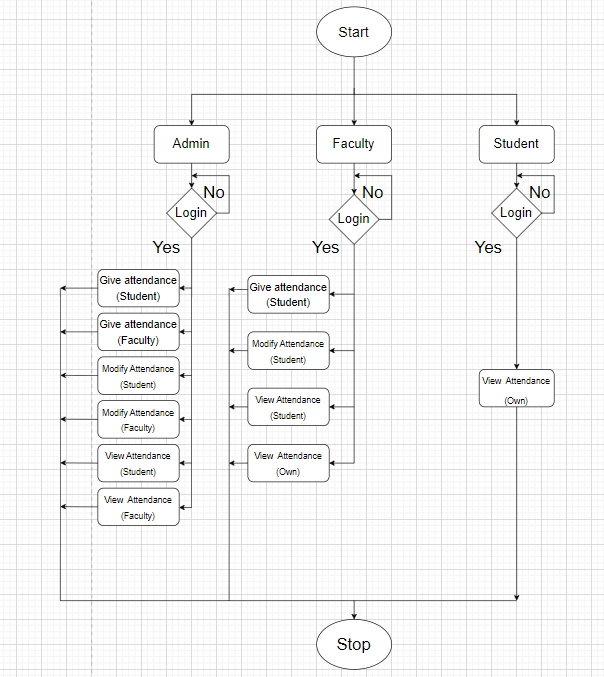 Start
Admin
Faculty
Student
No
No
No
Login
Login
Login
Yes
Yes
Yes
Give attendance
(Student)
Give attendance
(Faculty)
Modify Attendance
(Student)
Modify Attendance
(Faculty)
View Attendance
(Student)
View Attendance
(Faculty)
Give attendance
(Student)
Modify Attendance
(Student)
View Attendance
(Student)
View Attendance
(Own)
View Attendance
(Own)
Stop